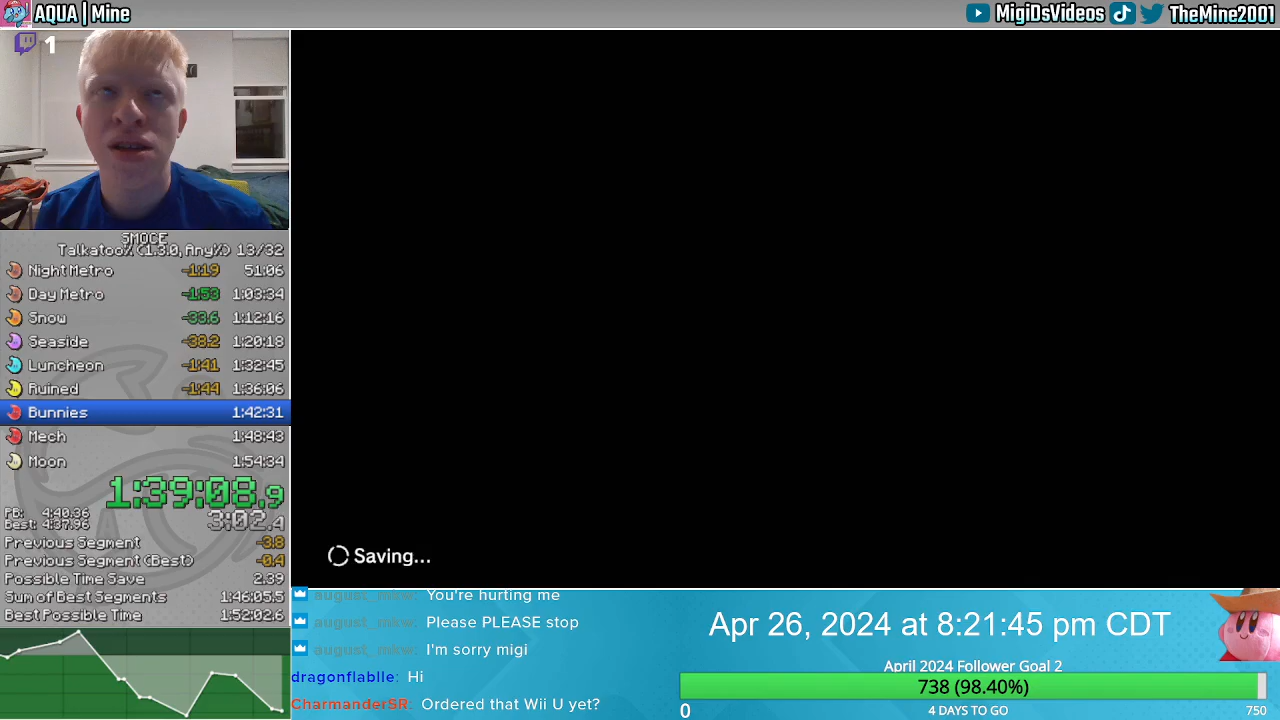 AQUA | Mine
MigiDsVideos
TheMine2001
1
SMOCE
Talkatoo% (1.3.0, Any%) 13/32
Night Metro -1:19 51:06
Day Metro -1:53 1:03:34
Snow -33.6 1:12:16
Seaside -38.2 1:20:18
Luncheon -1:41 1:32:45
Ruined -1:44 1:36:06
Bunnies 1:42:31
Mech 1:48:43
Moon 1:54:34
1:39:08.9
PB: 4:40.36
Best: 4:37.96
3:02.4
Previous Segment -3.8
Previous Segment (Best) -0.4
Possible Time Save 2.39
Sum of Best Segments 1:46:05.5
Best Possible Time 1:52:02.6
Saving...
august_mkw: You're hurting me
august_mkw: Please PLEASE stop
august_mkw: I'm sorry migi
dragonflablle: Hi
CharmanderSR: Ordered that Wii U yet?
Apr 26, 2024 at 8:21:45 pm CDT
April 2024 Follower Goal 2
738 (98.40%)
0
4 DAYS TO GO
750